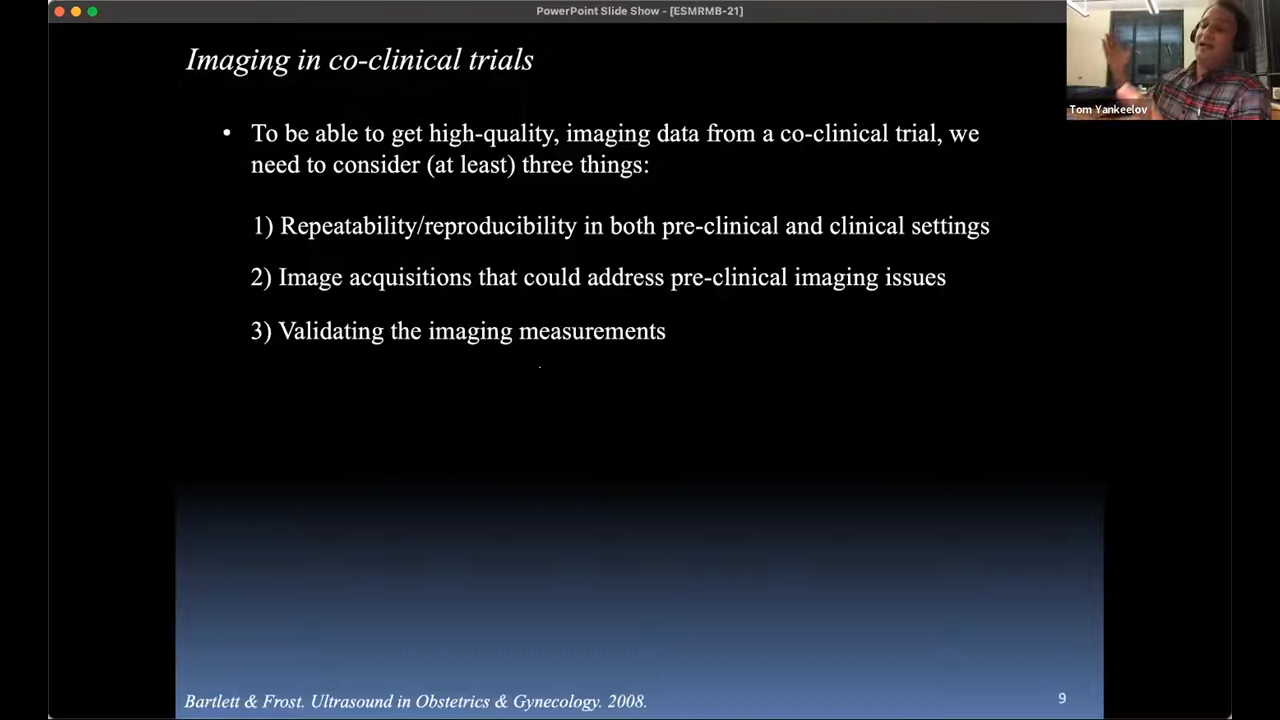 PowerPoint Slide Show - [ESMRMB-21]
Imaging in co-clinical trials
Tom Yankeelov
• To be able to get high-quality, imaging data from a co-clinical trial, we
need to consider (at least) three things:
1) Repeatability/reproducibility in both pre-clinical and clinical settings
2) Image acquisitions that could address pre-clinical imaging issues
3) Validating the imaging measurements
Bartlett & Frost. Ultrasound in Obstetrics & Gynecology. 2008.
9